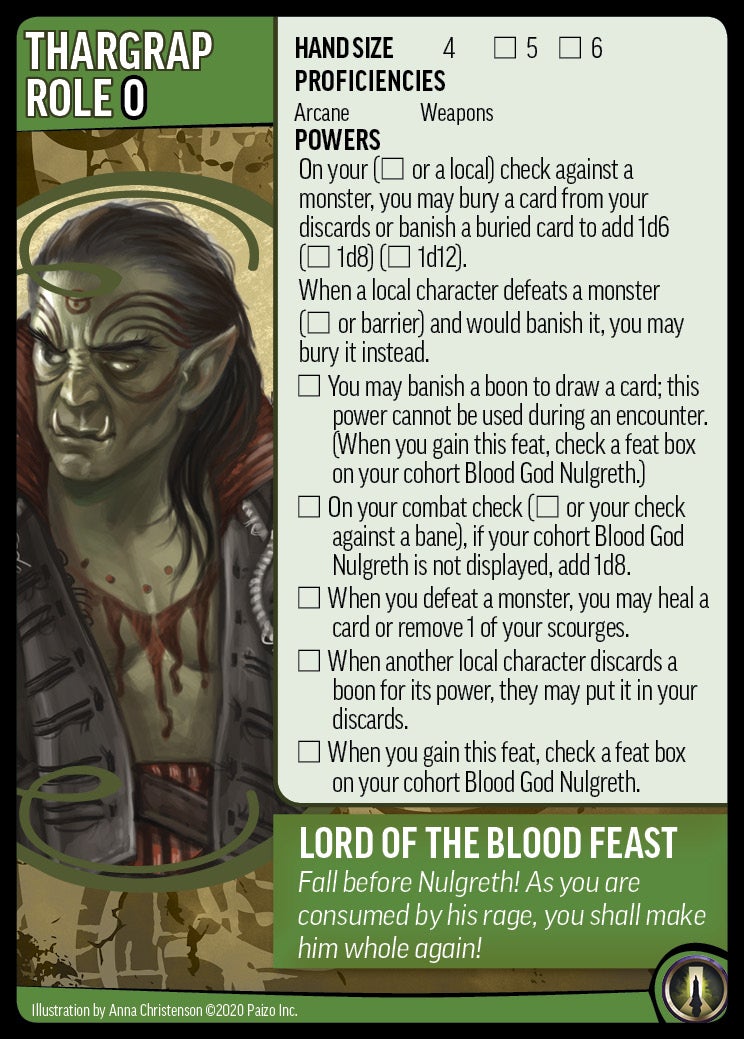 THARGRAP
ROLE O
HAND SIZE 4 ☐ 5 ☐ 6
PROFICIENCIES
Arcane Weapons
POWERS
On your (☐ or a local) check against a
monster, you may bury a card from your
discards or banish a buried card to add 1d6
(☐ 1d8) (☐ 1d12).
When a local character defeats a monster
(☐ or barrier) and would banish it, you may
bury it instead.
☐ You may banish a boon to draw a card; this
power cannot be used during an encounter.
(When you gain this feat, check a feat box
on your cohort Blood God Nulgreth.)
☐ On your combat check (☐ or your check
against a bane), if your cohort Blood God
Nulgreth is not displayed, add 1d8.
☐ When you defeat a monster, you may heal a
card or remove 1 of your scourges.
☐ When another local character discards a
boon for its power, they may put it in your
discards.
☐ When you gain this feat, check a feat box
on your cohort Blood God Nulgreth.
LORD OF THE BLOOD FEAST
Fall before Nulgreth! As you are
consumed by his rage, you shall make
him whole again!
Illustration by Anna Christenson ©2020 Paizo Inc.